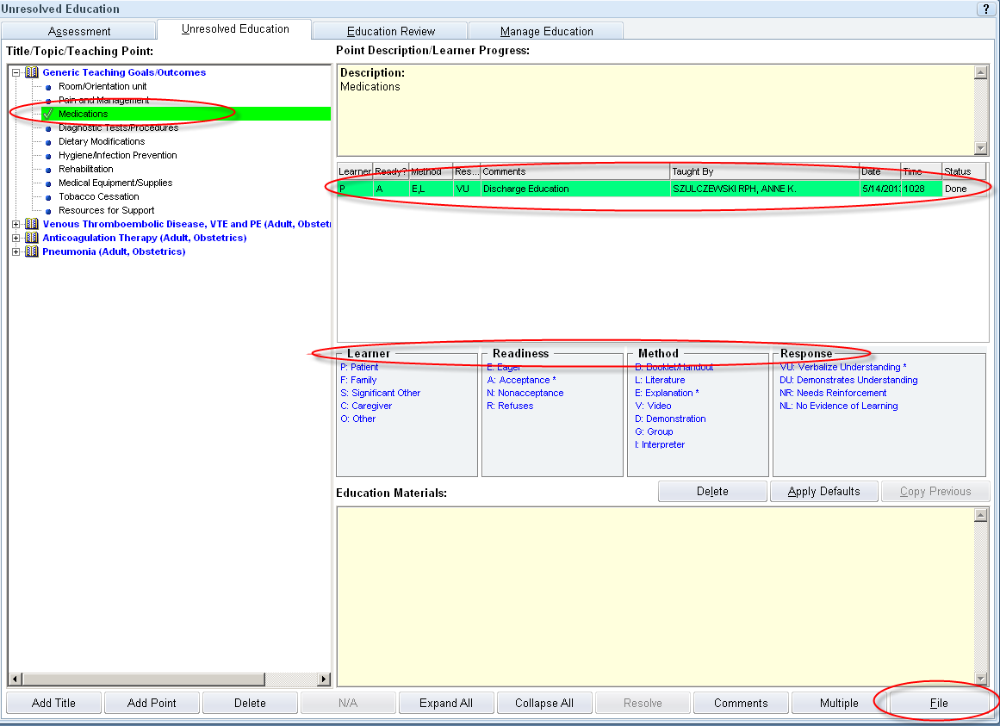 Unresolved Education
?
Assessment
Unresolved Education
Education Review
Manage Education
Title/Topic/Teaching Point:
Generic Teaching Goals/Outcomes
Room/Orientation unit
Pain and Management
Medications
Diagnostic Tests/Procedures
Dietary Modifications
Hygiene/Infection Prevention
Rehabilitation
Medical Equipment/Supplies
Tobacco Cessation
Resources for Support
Venous Thromboembolic Disease, VTE and PE (Adult, Obstet
Anticoagulation Therapy (Adult, Obstetrics)
Pneumonia (Adult, Obstetrics)
Point Description/Learner Progress:
Description:
Medications
Learner Ready? Method Res... Comments Taught By Date Time Status
P A E,L VU Discharge Education SZULCZEWSKI RPH, ANNE K. 5/14/201 1028 Done
Learner
P: Patient
F: Family
S: Significant Other
C: Caregiver
O: Other
Readiness
E: Eager
A: Acceptance *
N: Nonacceptance
R: Refuses
Method
B: Booklet/Handout
L: Literature
E: Explanation *
V: Video
D: Demonstration
G: Group
I: Interpreter
Response
VU: Verbalize Understanding *
DU: Demonstrates Understanding
NR: Needs Reinforcement
NL: No Evidence of Learning
Delete
Apply Defaults
Copy Previous
Education Materials:
Add Title
Add Point
Delete
N/A
Expand All
Collapse All
Resolve
Comments
Multiple
File